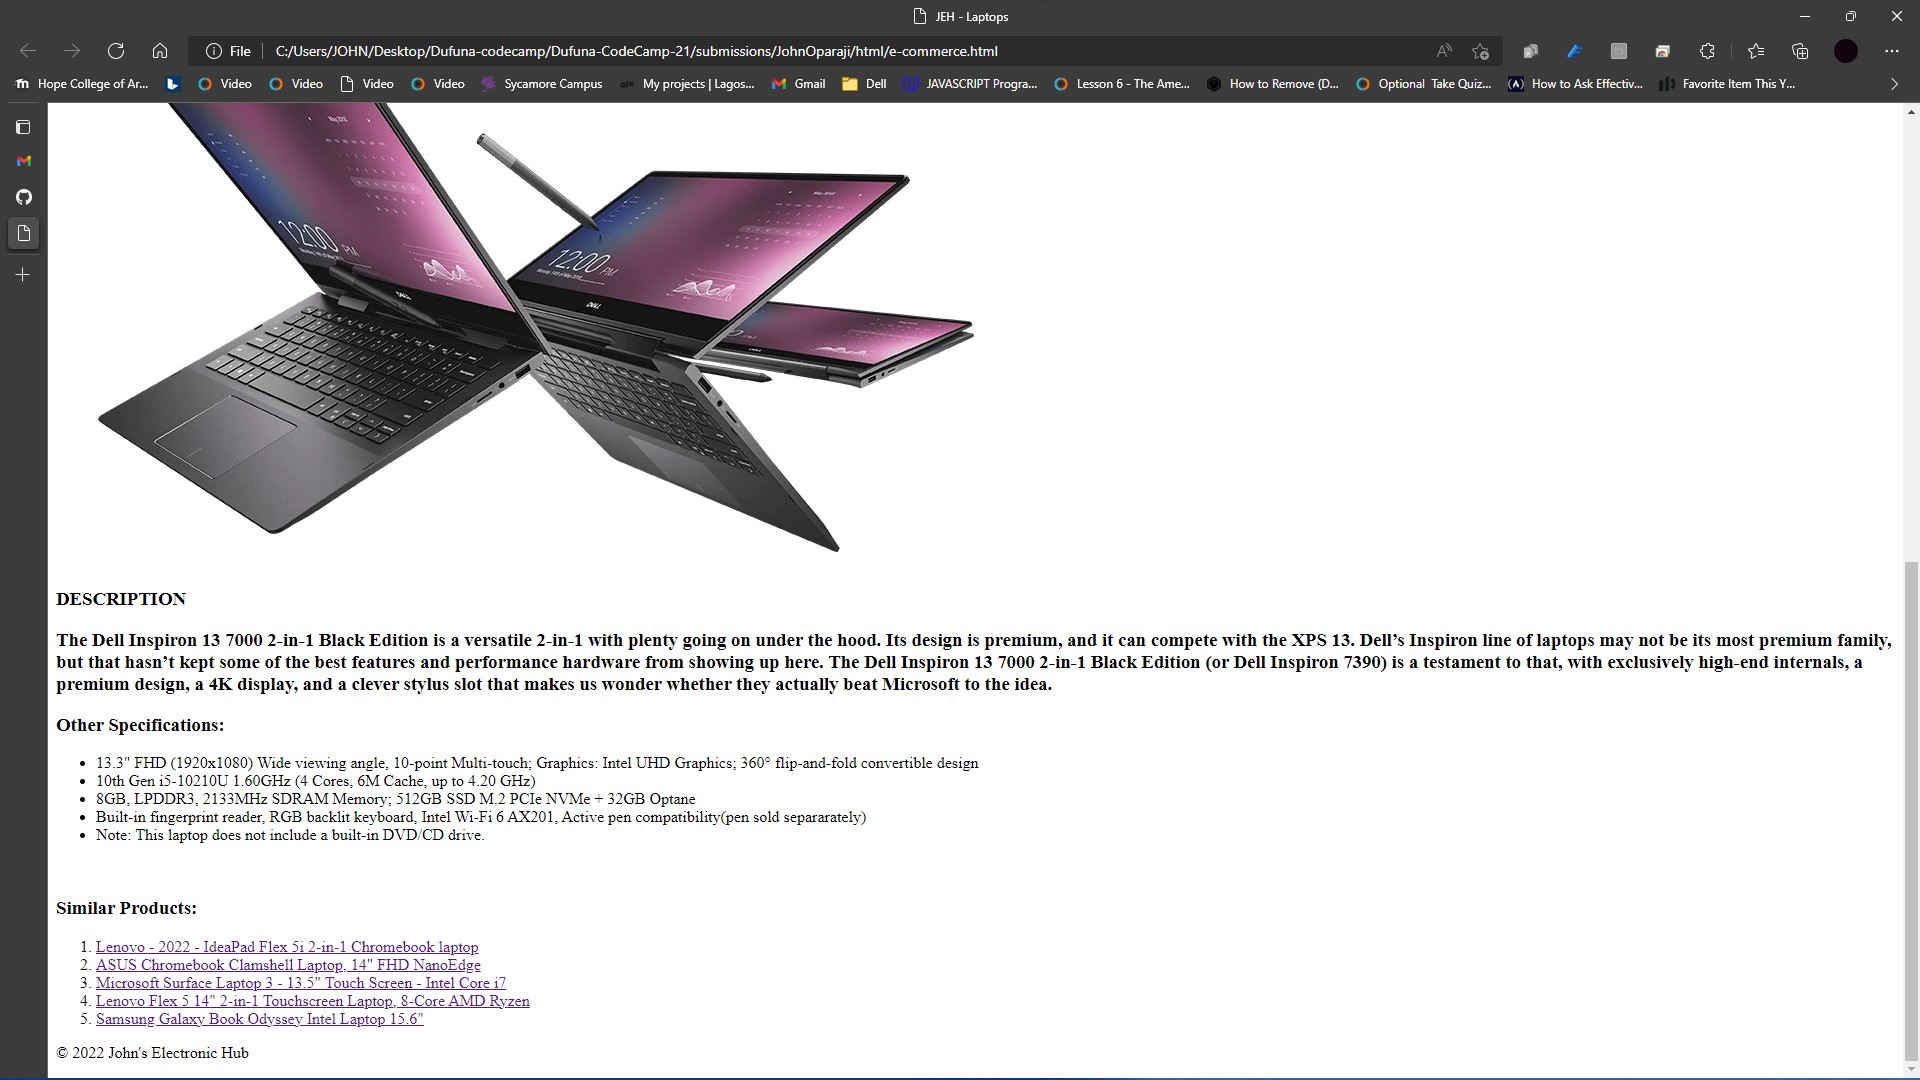 JEH - Laptops
File
C:/Users/JOHN/Desktop/Dufuna-codecamp/Dufuna-CodeCamp-21/submissions/JohnOparaji/html/e-commerce.html
Hope College of Ar... Video Video Video Video Sycamore Campus My projects | Lagos... Gmail Dell JAVASCRIPT Progra... Lesson 6 - The Ame... How to Remove (D... Optional Take Quiz... How to Ask Effectiv... Favorite Item This Y...
12:00 PM
12:00 PM
DELL
DELL
DESCRIPTION
The Dell Inspiron 13 7000 2-in-1 Black Edition is a versatile 2-in-1 with plenty going on under the hood. Its design is premium, and it can compete with the XPS 13. Dell’s Inspiron line of laptops may not be its most premium family,
but that hasn’t kept some of the best features and performance hardware from showing up here. The Dell Inspiron 13 7000 2-in-1 Black Edition (or Dell Inspiron 7390) is a testament to that, with exclusively high-end internals, a
premium design, a 4K display, and a clever stylus slot that makes us wonder whether they actually beat Microsoft to the idea.
Other Specifications:
• 13.3" FHD (1920x1080) Wide viewing angle, 10-point Multi-touch; Graphics: Intel UHD Graphics; 360° flip-and-fold convertible design
• 10th Gen i5-10210U 1.60GHz (4 Cores, 6M Cache, up to 4.20 GHz)
• 8GB, LPDDR3, 2133MHz SDRAM Memory; 512GB SSD M.2 PCIe NVMe + 32GB Optane
• Built-in fingerprint reader, RGB backlit keyboard, Intel Wi-Fi 6 AX201, Active pen compatibility(pen sold separarately)
• Note: This laptop does not include a built-in DVD/CD drive.
Similar Products:
1. Lenovo - 2022 - IdeaPad Flex 5i 2-in-1 Chromebook laptop
2. ASUS Chromebook Clamshell Laptop, 14" FHD NanoEdge
3. Microsoft Surface Laptop 3 - 13.5" Touch Screen - Intel Core i7
4. Lenovo Flex 5 14" 2-in-1 Touchscreen Laptop, 8-Core AMD Ryzen
5. Samsung Galaxy Book Odyssey Intel Laptop 15.6"
© 2022 John's Electronic Hub